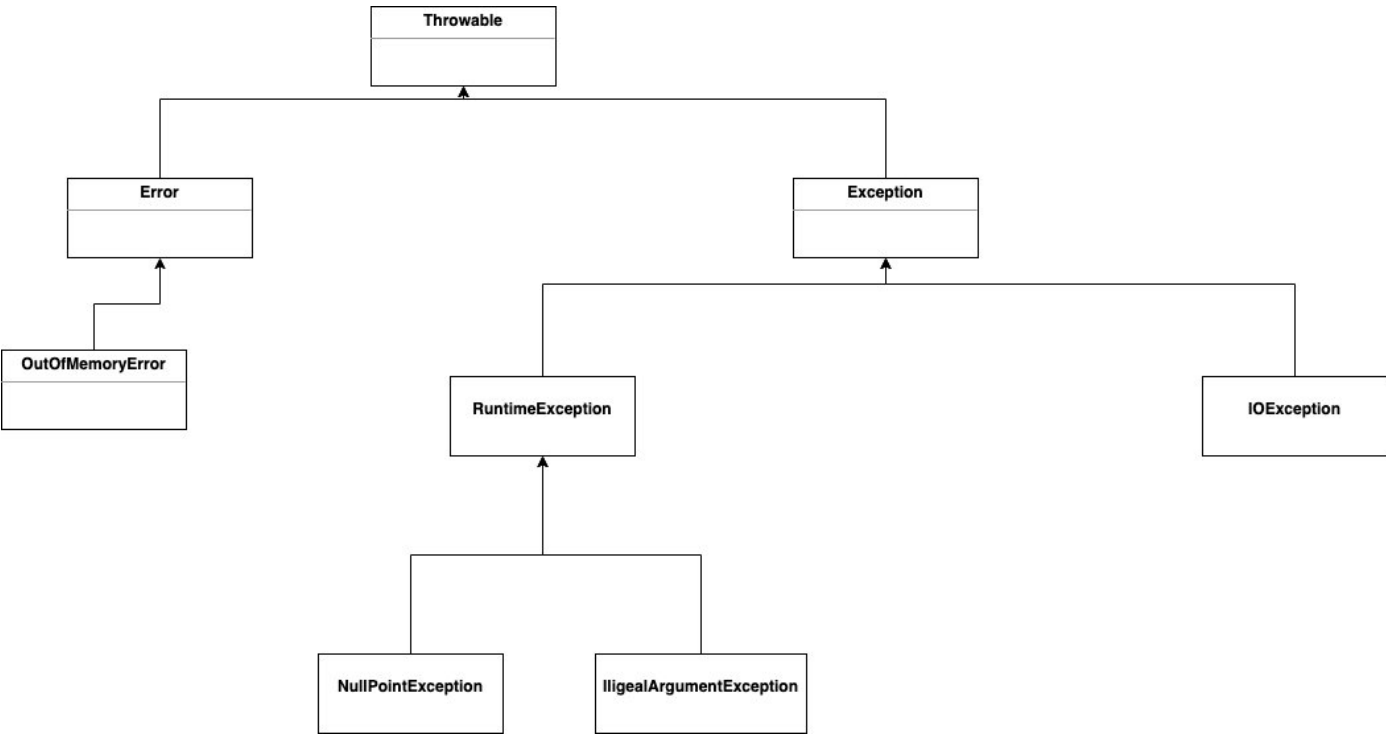 Throwable
Error
Exception
OutOfMemoryError
RuntimeException
IOException
NullPointException
IligealArgumentException